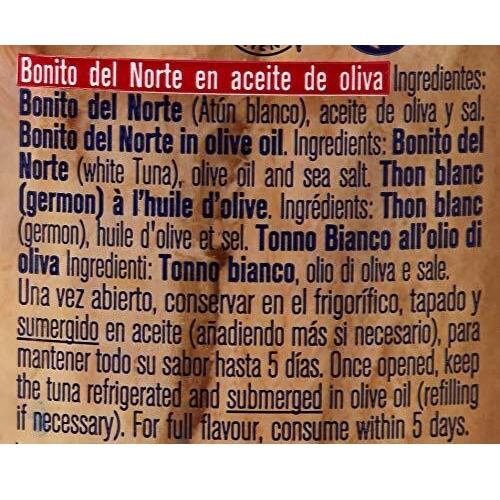 Bonito del Norte en aceite de oliva Ingredientes:
Bonito del Norte (Atún blanco), aceite de oliva y sal.
Bonito del Norte in olive oil. Ingredients: Bonito del
Norte (white Tuna), olive oil and sea salt. Thon blanc
(germon) à l'huile d'olive. Ingrédients: Thon blanc
(germon), huile d'olive et sel. Tonno Bianco all'olio di
oliva Ingredienti: Tonno bianco, olio di oliva e sale.
Una vez abierto, conservar en el frigorífico, tapado y
sumergido en aceite (añadiendo más si necesario), para
mantener todo su sabor hasta 5 días. Once opened, keep
the tuna refrigerated and submerged in olive oil (refilling
if necessary). For full flavour, consume within 5 days.